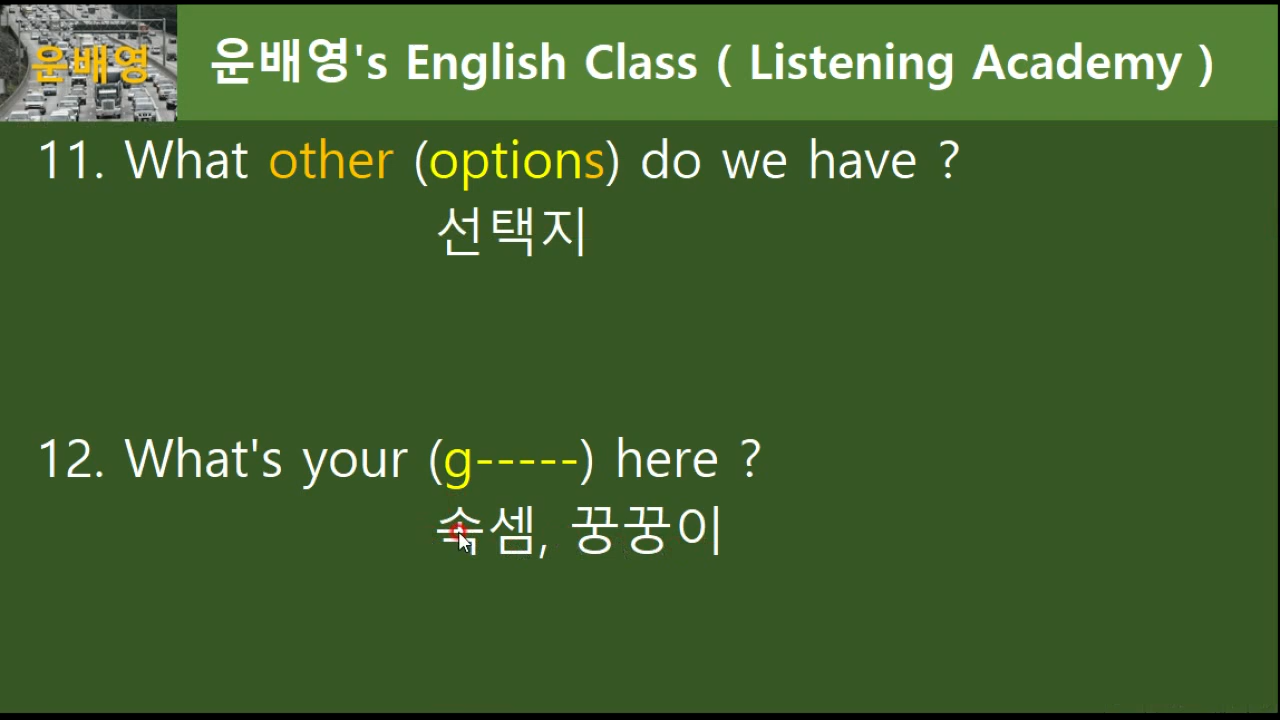 운배영
운배영's English Class ( Listening Academy )
11. What other (options) do we have ?
선택지
12. What's your (g-----) here ?
속셈, 꿍꿍이